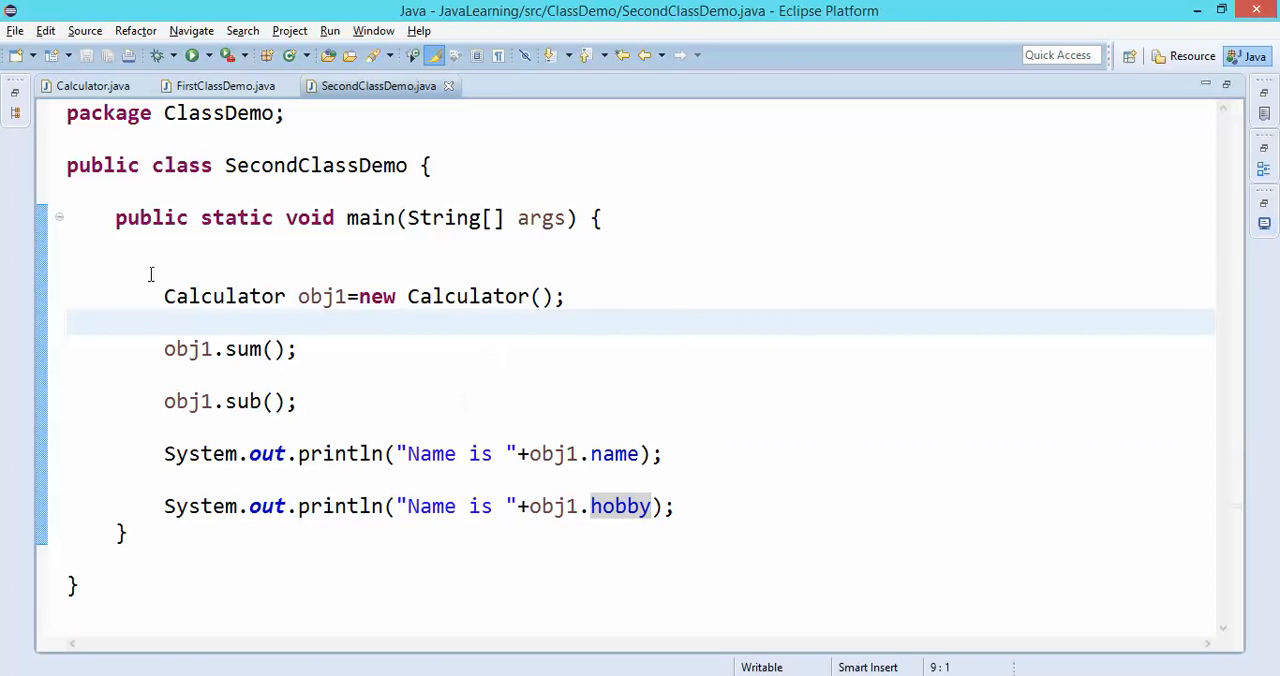 Java - JavaLearning/src/ClassDemo/SecondClassDemo.java - Eclipse Platform
File Edit Source Refactor Navigate Search Project Run Window Help
Quick Access Resource Java
Calculator.java FirstClassDemo.java SecondClassDemo.java
package ClassDemo;
public class SecondClassDemo {
public static void main(String[] args) {
Calculator obj1=new Calculator();
obj1.sum();
obj1.sub();
System.out.println("Name is "+obj1.name);
System.out.println("Name is "+obj1.hobby);
}
}
Writable Smart Insert 9 : 1